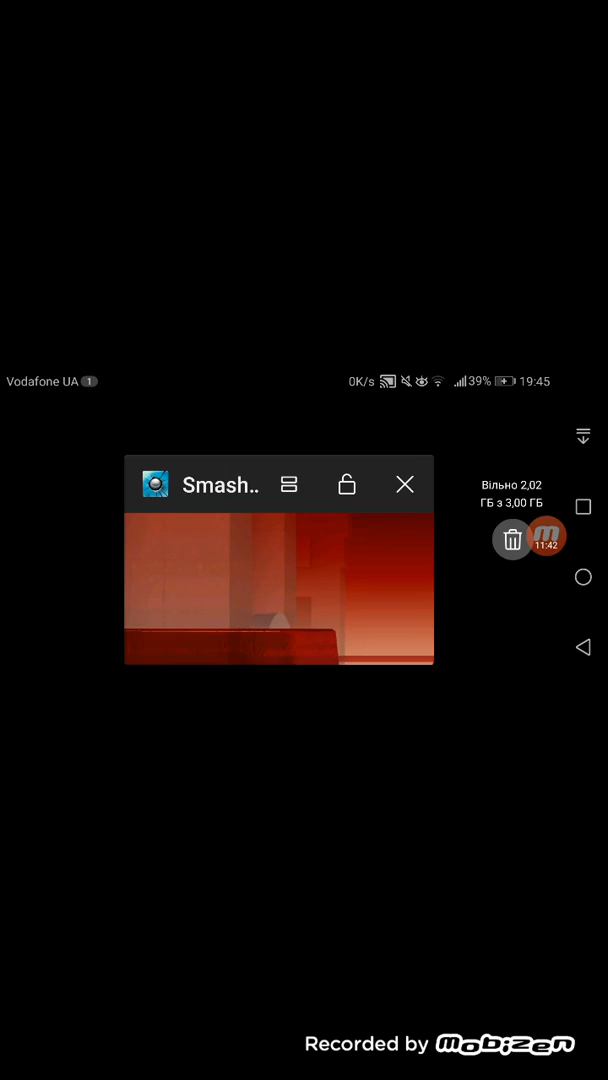 Vodafone UA 1
0K/s 39% 19:45
Smash..
Вільно 2,02
ГБ з 3,00 ГБ
11:42
Recorded by mobizen